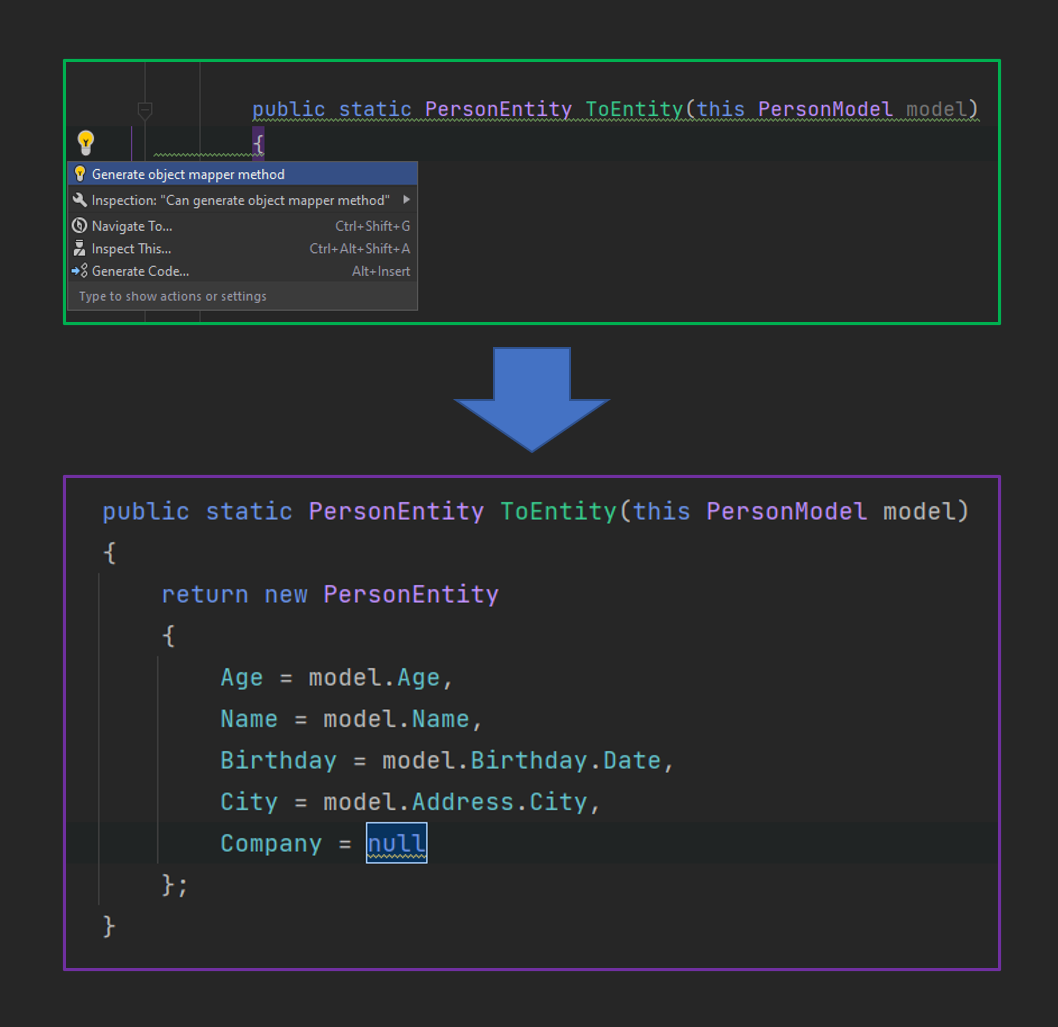 public static PersonEntity ToEntity(this PersonModel model)
{
Generate object mapper method
Inspection: "Can generate object mapper method"
Navigate To... Ctrl+Shift+G
Inspect This... Ctrl+Alt+Shift+A
Generate Code... Alt+Insert
Type to show actions or settings
public static PersonEntity ToEntity(this PersonModel model)
{
return new PersonEntity
{
Age = model.Age,
Name = model.Name,
Birthday = model.Birthday.Date,
City = model.Address.City,
Company = null
};
}